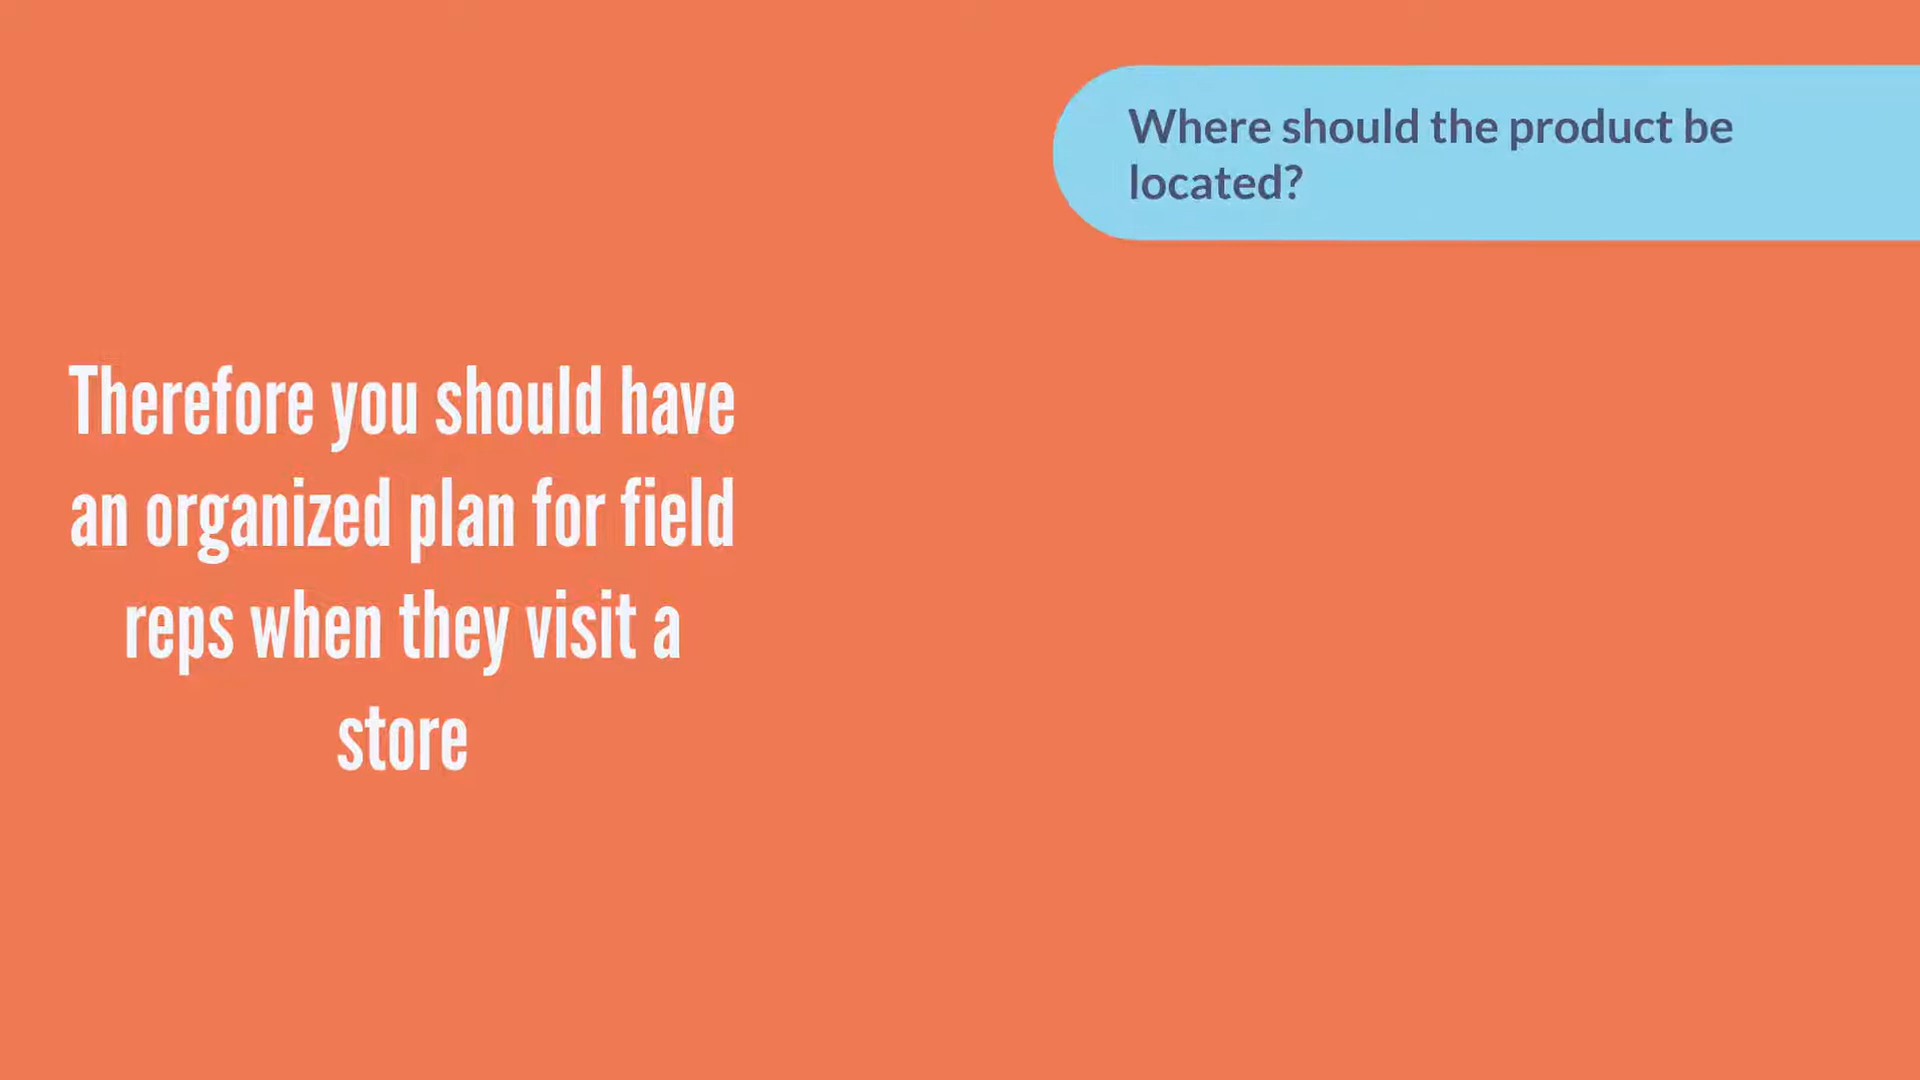 Therefore you should have
an organized plan for field
reps when they visit a
store
Where should the product be
located?